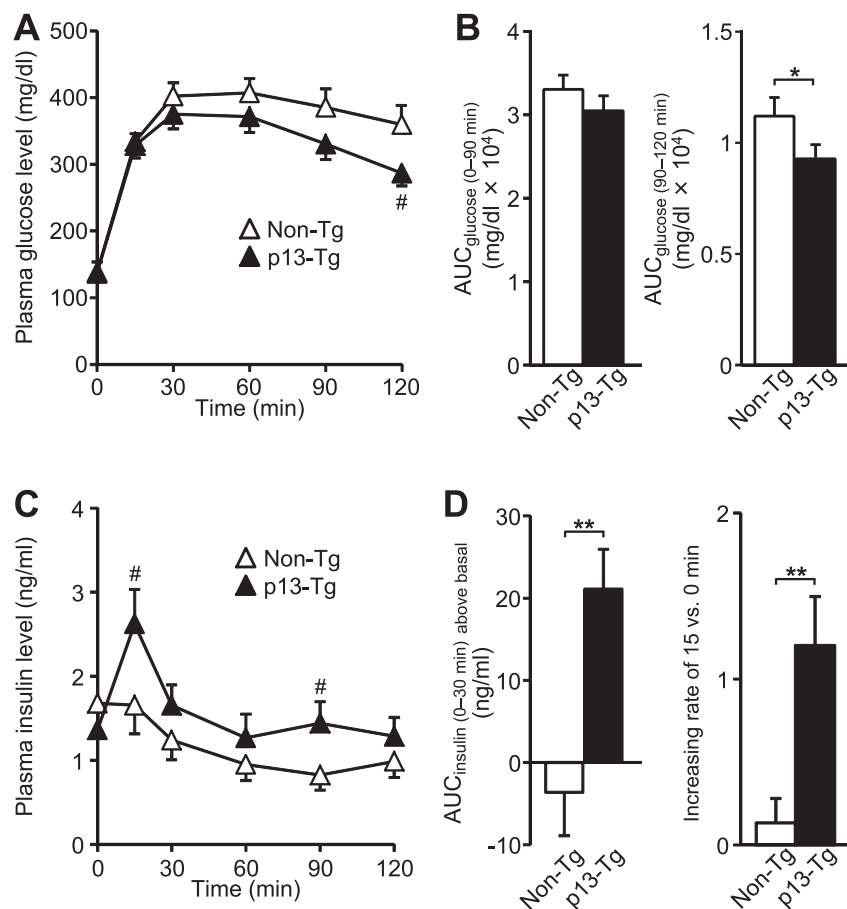 A
Plasma glucose level (mg/dl)
500
400
300
200
100
0
Non-Tg
p13-Tg
#
0 30 60 90 120
Time (min)
B
AUCglucose (0–90 min)
(mg/dl × 10⁴)
4
3
2
1
0
Non-Tg
p13-Tg
AUCglucose (90–120 min)
(mg/dl × 10⁴)
1.5
1
0.5
0
*
Non-Tg
p13-Tg
C
Plasma insulin level (ng/ml)
4
3
2
1
0
Non-Tg
p13-Tg
#
#
0 30 60 90 120
Time (min)
D
AUCinsulin (0–30 min) above basal
(ng/ml)
30
20
10
0
-10
**
Non-Tg
p13-Tg
Increasing rate of 15 vs. 0 min
2
1
0
**
Non-Tg
p13-Tg